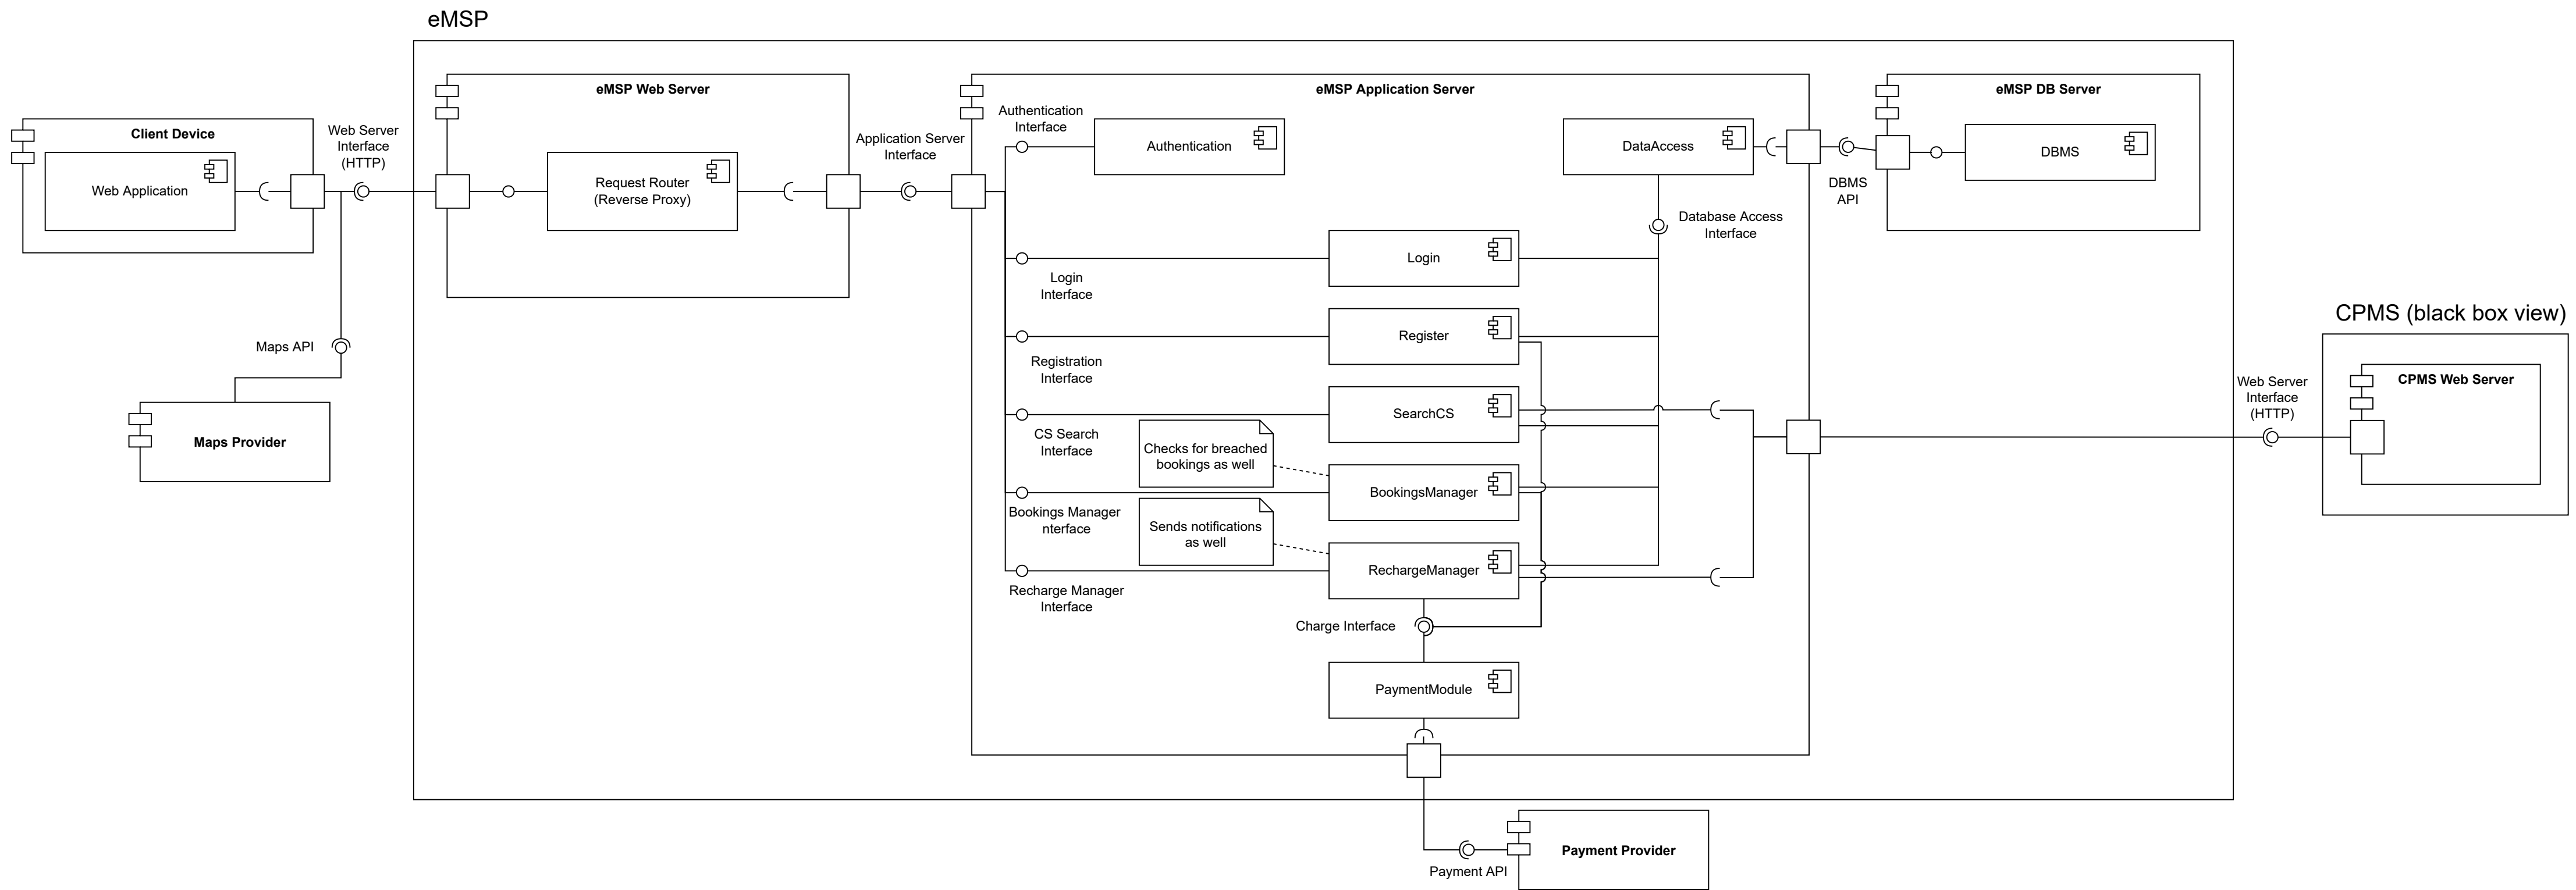 eMSP
eMSP Web Server
eMSP Application Server
eMSP DB Server
Client Device
Web Application
Web Server
Interface
(HTTP)
Request Router
(Reverse Proxy)
Application Server
Interface
Authentication
Interface
Authentication
DataAccess
DBMS
API
DBMS
Database Access
Interface
Login
Login
Interface
Maps API
Maps Provider
Register
Registration
Interface
SearchCS
CS Search
Interface
Checks for breached
bookings as well
BookingsManager
Bookings Manager
nterface
Sends notifications
as well
RechargeManager
Recharge Manager
Interface
Charge Interface
PaymentModule
Payment API
Payment Provider
CPMS (black box view)
CPMS Web Server
Web Server
Interface
(HTTP)